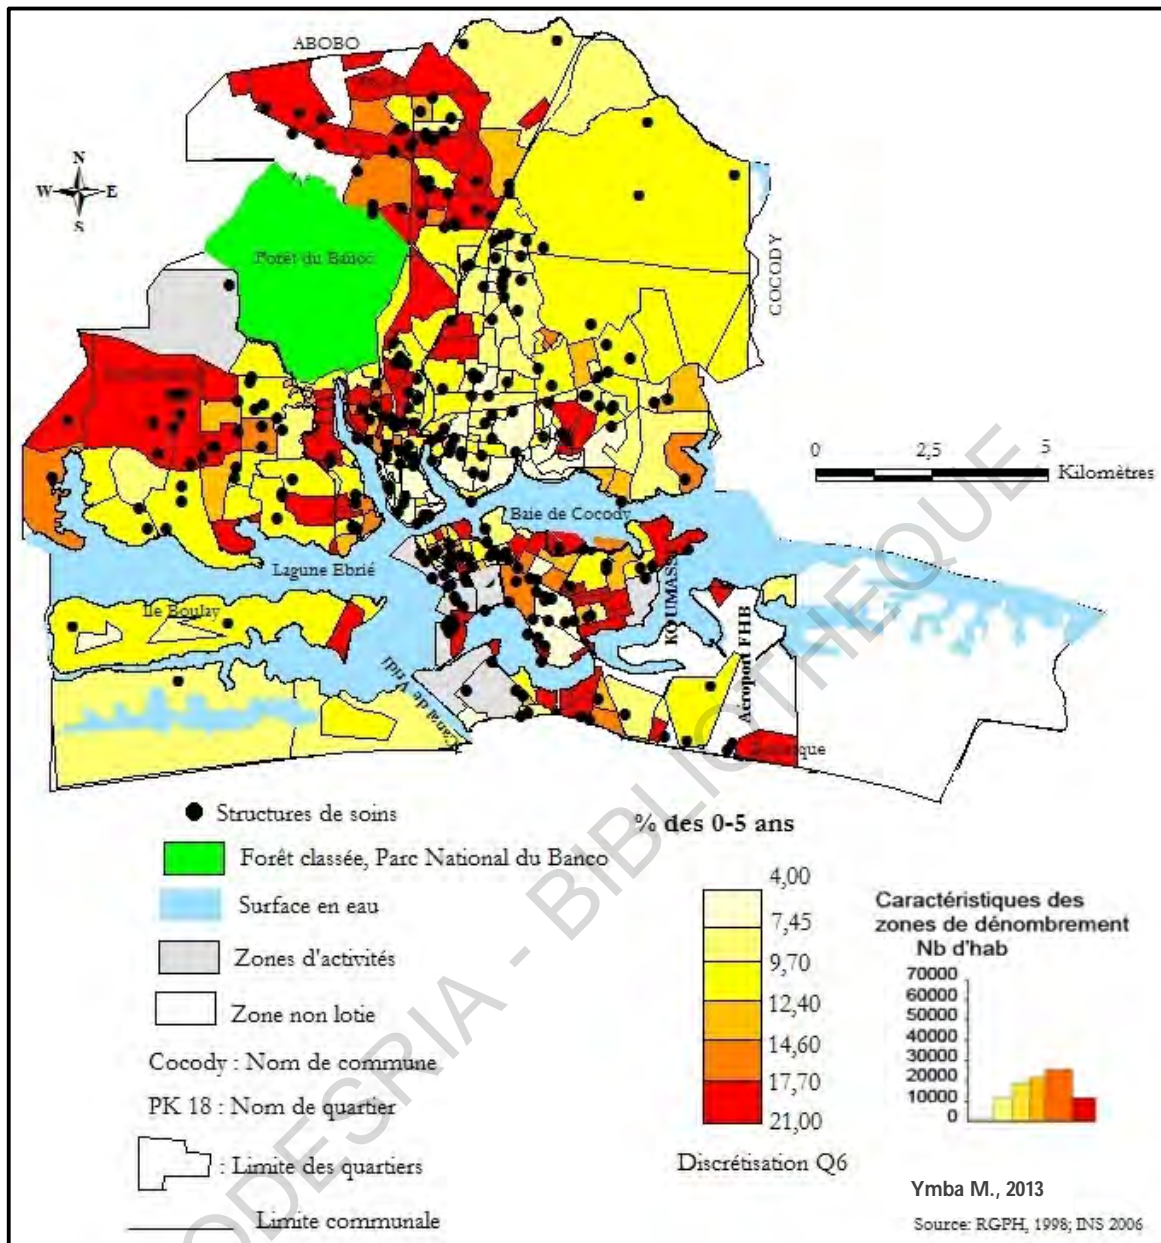 ABOBO
N
W E
S
Forêt du Banco
COCODY
0 2,5 5
Kilomètres
Baie de Cocody
Lagune Ebrié
Ile Boulay
KOUMASSI
Aéroport FHB
Canal de Vridi
Structures de soins
Forêt classée, Parc National du Banco
Surface en eau
Zones d'activités
Zone non lotie
Cocody : Nom de commune
PK 18 : Nom de quartier
: Limite des quartiers
Limite communale
% des 0-5 ans
4,00
7,45
9,70
12,40
14,60
17,70
21,00
Discrétisation Q6
Caractéristiques des
zones de dénombrement
Nb d'hab
70000
60000
50000
40000
30000
20000
10000
0
Ymba M., 2013
Source: RGPH, 1998; INS 2006
ODESRIA - BIBLIOTHEQUE